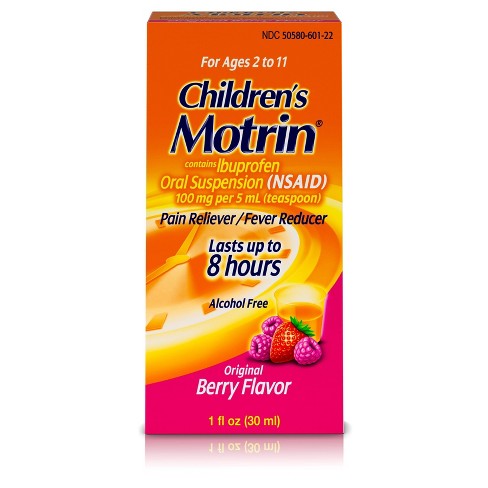 NDC 50580-601-22
For Ages 2 to 11
Children's
Motrin®
contains Ibuprofen
Oral Suspension (NSAID)
100 mg per 5 mL (teaspoon)
Pain Reliever/Fever Reducer
Lasts up to
8 hours
Alcohol Free
Original
Berry Flavor
1 fl oz (30 ml)